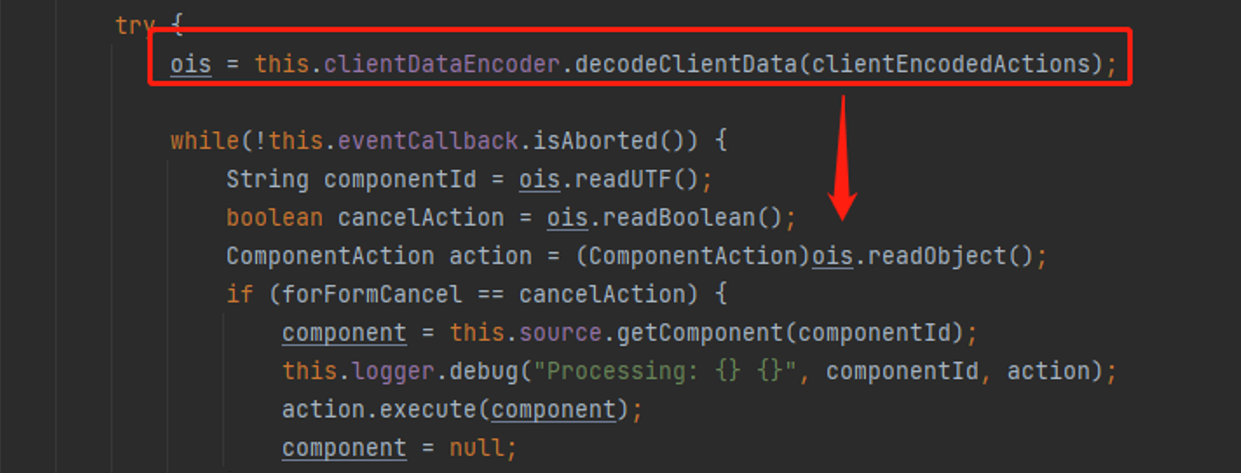 try {
ois = this.clientDataEncoder.decodeClientData(clientEncodedActions);
while(!this.eventCallback.isAborted()) {
String componentId = ois.readUTF();
boolean cancelAction = ois.readBoolean();
ComponentAction action = (ComponentAction)ois.readObject();
if (forFormCancel == cancelAction) {
component = this.source.getComponent(componentId);
this.logger.debug("Processing: {} {}", componentId, action);
action.execute(component);
component = null;